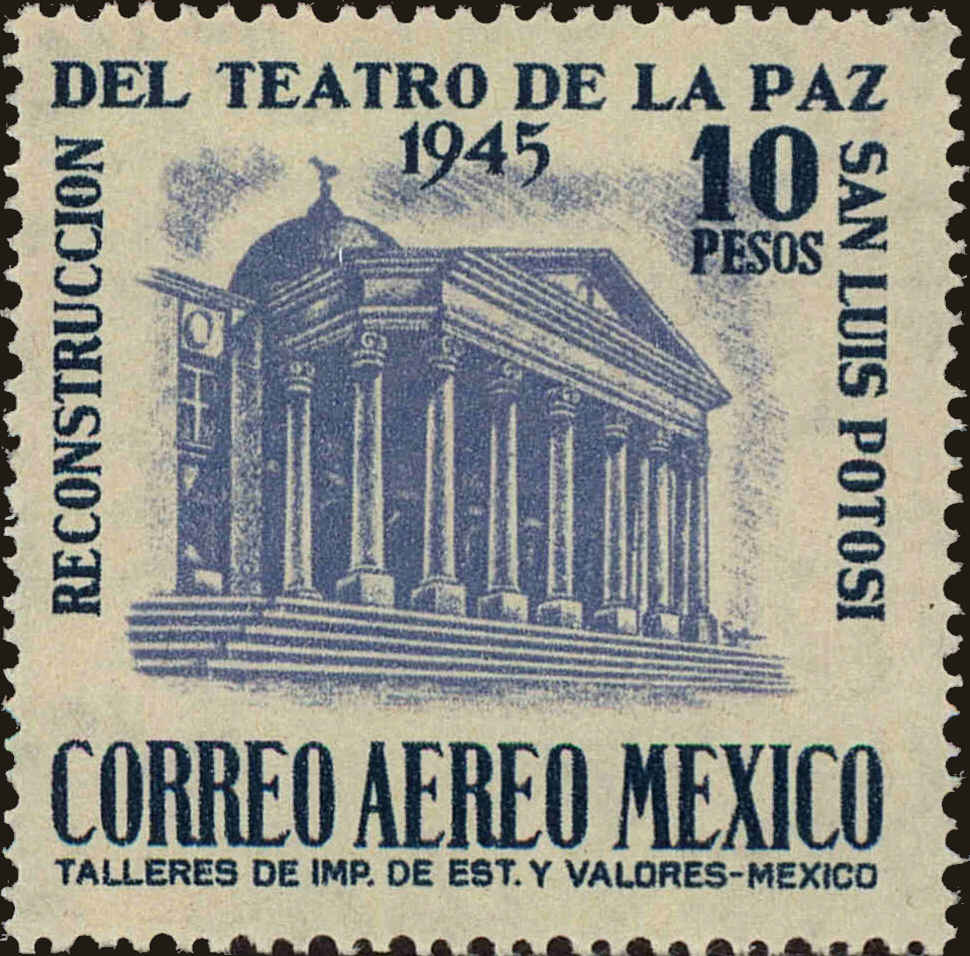 RECONSTRUCCION
DEL TEATRO DE LA PAZ
SAN LUIS POTOSI
1945
10
PESOS
CORREO AEREO MEXICO
TALLERES DE IMP. DE EST. Y VALORES-MEXICO